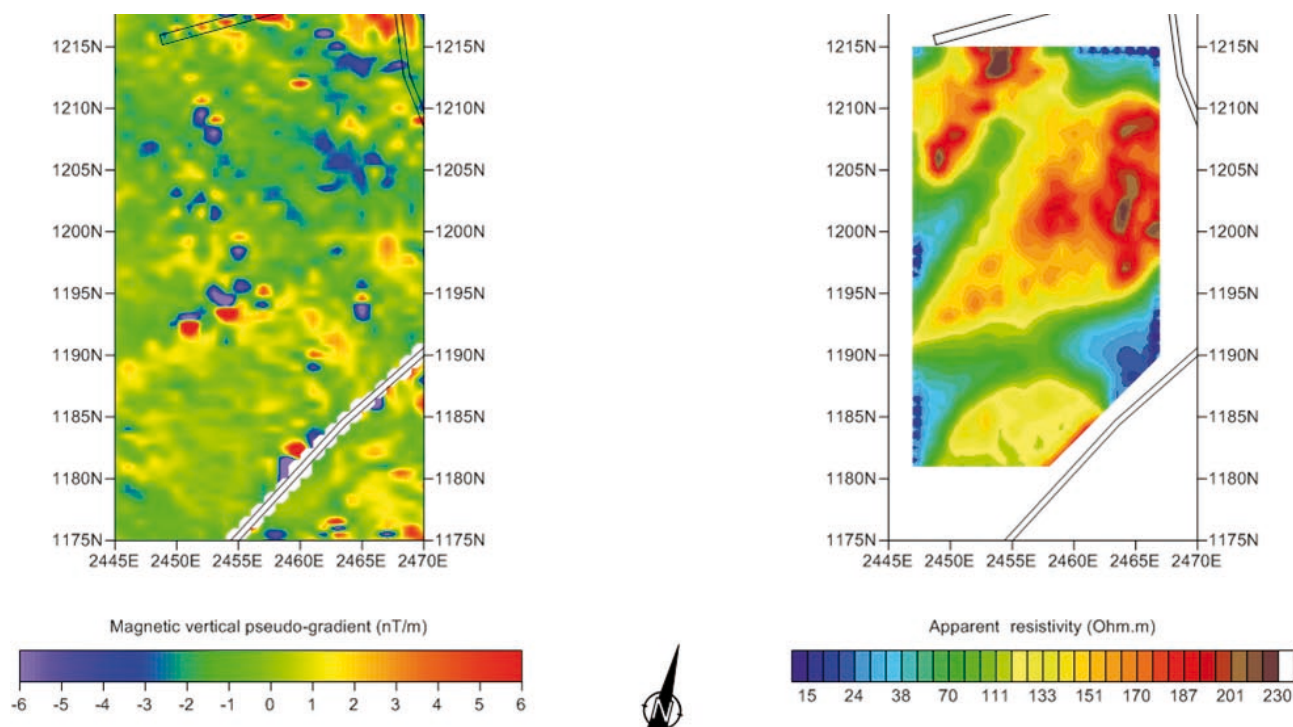 1215N 1215N 1215N 1215N
1210N 1210N 1210N 1210N
1205N 1205N 1205N 1205N
1200N 1200N 1200N 1200N
1195N 1195N 1195N 1195N
1190N 1190N 1190N 1190N
1185N 1185N 1185N 1185N
1180N 1180N 1180N 1180N
1175N 1175N 1175N 1175N
2445E 2450E 2455E 2460E 2465E 2470E 2445E 2450E 2455E 2460E 2465E 2470E
Magnetic vertical pseudo-gradient (nT/m)
-6 -5 -4 -3 -2 -1 0 1 2 3 4 5 6
N
Apparent resistivity (Ohm.m)
15 24 38 70 111 133 151 170 187 201 230